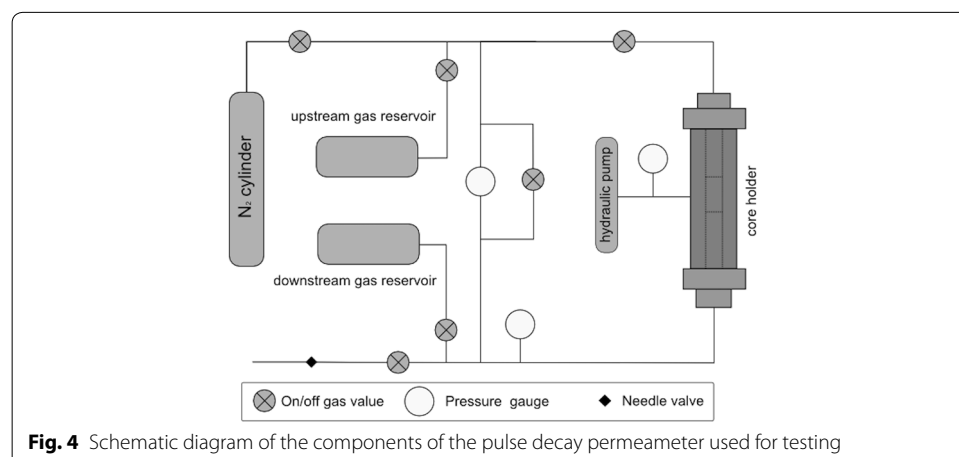 upstream gas reservoir
N₂ cylinder
hydraulic pump
core holder
downstream gas reservoir
On/off gas value
Pressure gauge
Needle valve
Fig. 4 Schematic diagram of the components of the pulse decay permeameter used for testing